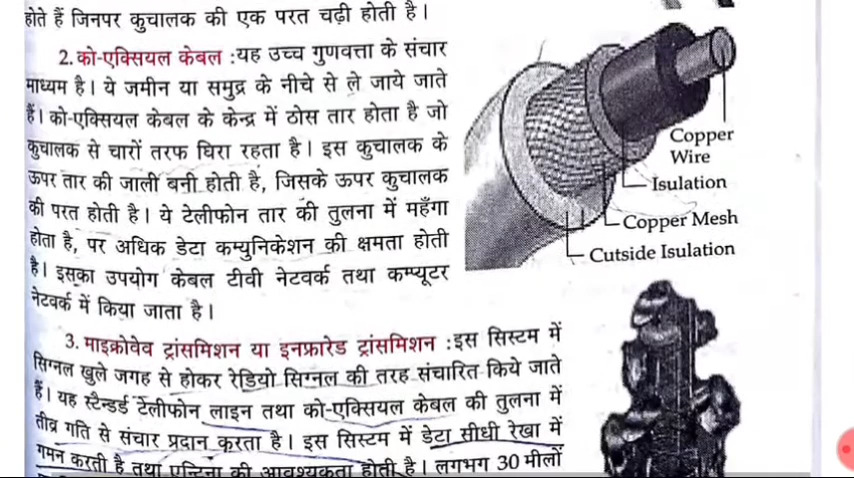 होते हैं जिनपर कुचालक की एक परत चढ़ी होती है।
2. को-एक्सियल केबल :यह उच्च गुणवत्ता के संचार
माध्यम है। ये जमीन या समुद्र के नीचे से ले जाये जाते
हैं। को-एक्सियल केबल के केन्द्र में ठोस तार होता है जो
कुचालक से चारों तरफ घिरा रहता है। इस कुचालक के
ऊपर तार की जाली बनी होती है, जिसके ऊपर कुचालक
की परत होती है। ये टेलीफोन तार की तुलना में महँगा
होता है, पर अधिक डेटा कम्युनिकेशन की क्षमता होती
है। इसका उपयोग केबल टीवी नेटवर्क तथा कम्प्यूटर
नेटवर्क में किया जाता है।
Copper
Wire
Isulation
Copper Mesh
Cutside Isulation
3. माइक्रोवेव ट्रांसमिशन या इनफ्रारेड ट्रांसमिशन :इस सिस्टम में
सिग्नल खुले जगह से होकर रेडियो सिग्नल की तरह संचारित किये जाते
हैं। यह स्टैन्डर्ड टेलीफोन लाइन तथा को-एक्सियल केबल की तुलना में
तीव्र गति से संचार प्रदान करता है। इस सिस्टम में डेटा सीधी रेखा में
गमन करती है तथा एन्टिना की आवश्यकता होती है। लगभग 30 मीलों